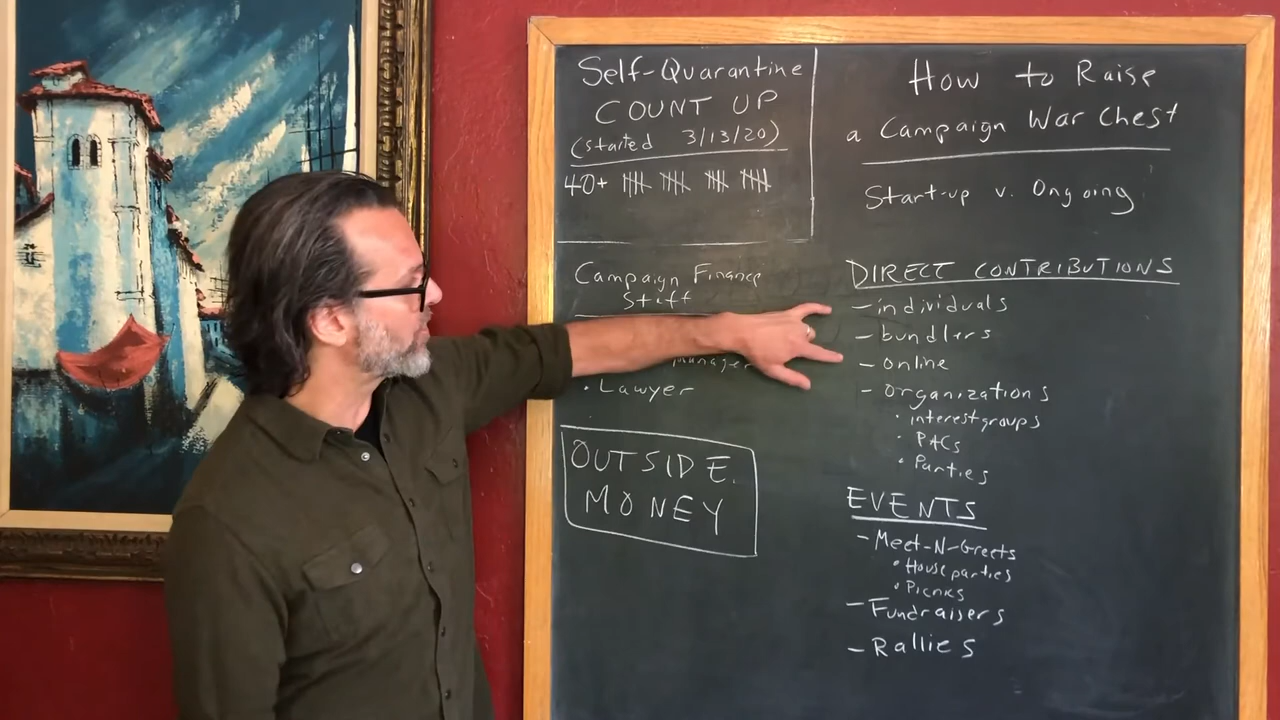 Self-Quarantine
COUNT UP
(started 3/13/20)
40+
Campaign Finance
Staff
manager
• Lawyer
OUTSIDE
MONEY
How to Raise
a Campaign War Chest
Start-up v. Ongoing
DIRECT CONTRIBUTIONS
- individuals
- bundlers
- Online
- Organizations
• interest groups
• PACs
• Parties
EVENTS
- Meet-N-Greets
• House parties
• Picnics
- Fundraisers
- Rallies